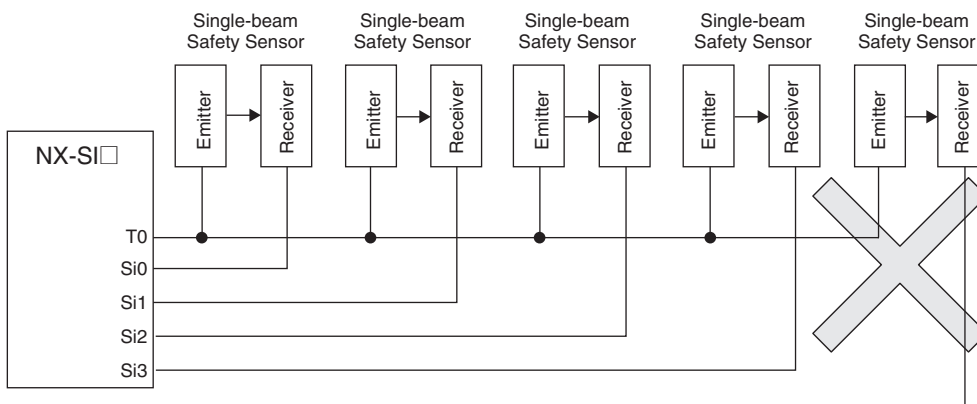 Single-beam
Safety Sensor
Single-beam
Safety Sensor
Single-beam
Safety Sensor
Single-beam
Safety Sensor
Single-beam
Safety Sensor
Emitter
Receiver
Emitter
Receiver
Emitter
Receiver
Emitter
Receiver
Emitter
Receiver
NX-SI□
T0
Si0
Si1
Si2
Si3